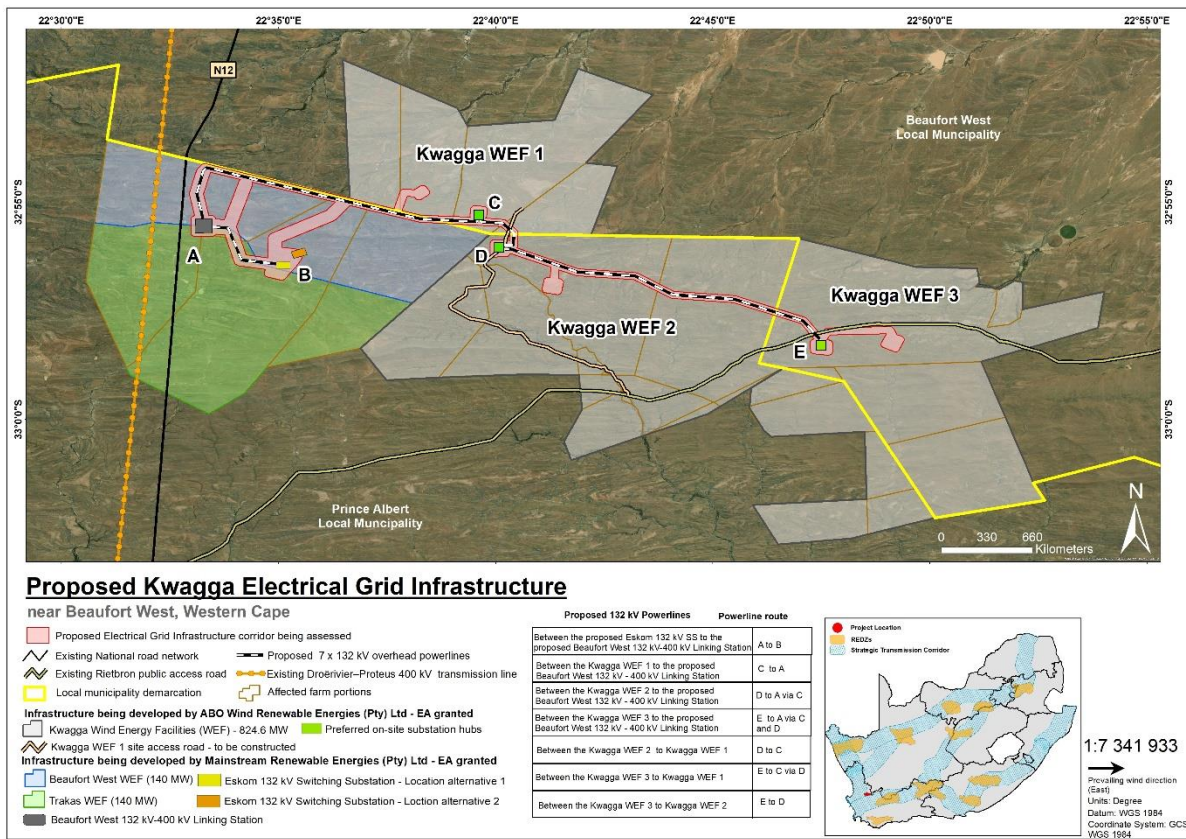 22°30'0"E
22°35'0"E
22°40'0"E
22°45'0"E
22°50'0"E
22°55'0"E
N12
Beaufort West
Local Muncipality
Kwagga WEF 1
32°55'0"S
32°55'0"S
C
A
B
D
Kwagga WEF 3
Kwagga WEF 2
E
33°0'0"S
33°0'0"S
Prince Albert
Local Muncipality
N
0 330 660
Kilometers
Proposed Kwagga Electrical Grid Infrastructure
near Beaufort West, Western Cape
Proposed Electrical Grid Infrastructure corridor being assessed
Existing National road network
Proposed 7 x 132 kV overhead powerlines
Existing Rietbron public access road
Existing Droërivier–Proteus 400 kV transmission line
Local municipality demarcation
Affected farm portions
Infrastructure being developed by ABO Wind Renewable Energies (Pty) Ltd - EA granted
Kwagga Wind Energy Facilities (WEF) - 824.6 MW
Preferred on-site substation hubs
Kwagga WEF 1 site access road - to be constructed
Infrastructure being developed by Mainstream Renewable Energies (Pty) Ltd - EA granted
Beaufort West WEF (140 MW)
Eskom 132 kV Switching Substation - Location alternative 1
Trakas WEF (140 MW)
Eskom 132 kV Switching Substation - Loction alternative 2
Beaufort West 132 kV-400 kV Linking Station
Proposed 132 kV Powerlines
Powerline route
Between the proposed Eskom 132 kV SS to the
proposed Beaufort West 132 kV-400 kV Linking Station
A to B
Between the Kwagga WEF 1 to the proposed
Beaufort West 132 kV - 400 kV Linking Station
C to A
Between the Kwagga WEF 2 to the proposed
Beaufort West 132 kV - 400 kV Linking Station
D to A via C
Between the Kwagga WEF 3 to the proposed
Beaufort West 132 kV - 400 kV Linking Station
E to A via C
and D
Between the Kwagga WEF 2 to Kwagga WEF 1
D to C
Between the Kwagga WEF 3 to Kwagga WEF 1
E to C via D
Between the Kwagga WEF 3 to Kwagga WEF 2
E to D
Project Location
REDZs
Strategic Transmission Corridor
1:7 341 933
Prevailing wind direction
(East)
Units: Degree
Datum: WGS 1984
Coordinate System: GCS
WGS 1984